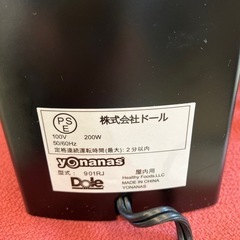 PSE
株式会社ドール
100V 200W
50/60Hz
定格連続運転時間(最大):2分以内
yonanas
型式: 901RJ
屋内用
Dole
Healthy Foods,LLC
MADE IN CHINA
YONANAS